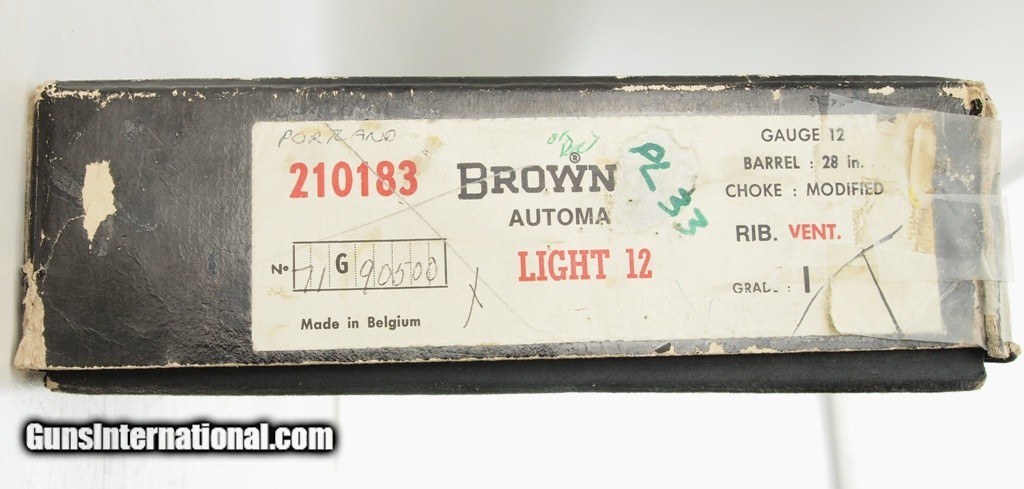 PORTLAND
210183
BROWN®
AUTOMA
LIGHT 12
PL 33
GAUGE 12
BARREL : 28 in.
CHOKE : MODIFIED
RIB. VENT.
GRAD. : I
Nº 71 G 90500
Made in Belgium
X
GunsInternational.com